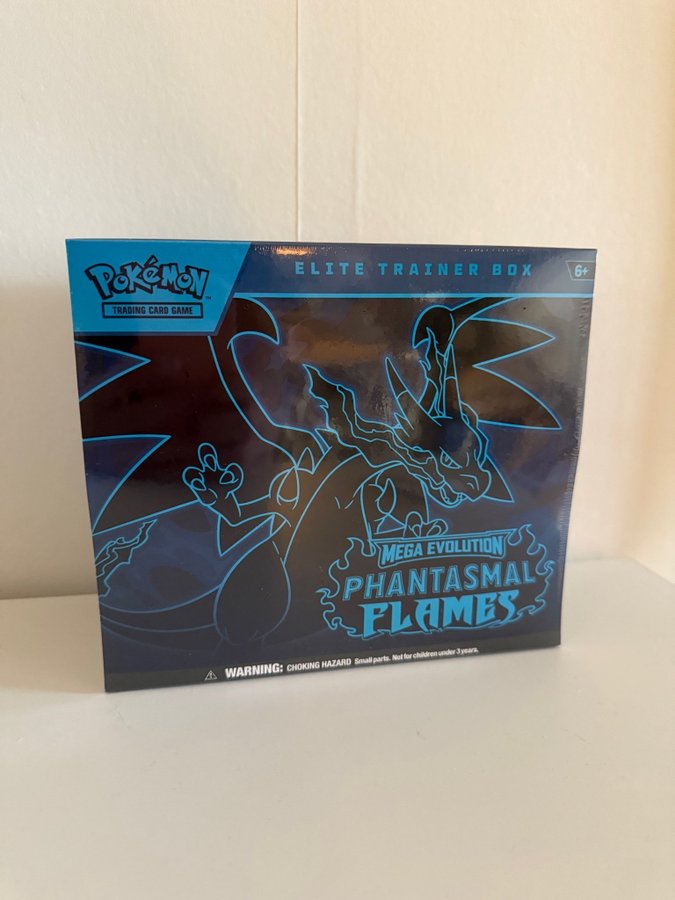 POKéMON
TRADING CARD GAME
ELITE TRAINER BOX
6+
MEGA EVOLUTION
PHANTASMAL
FLAMES
WARNING: CHOKING HAZARD Small parts. Not for children under 3 years.